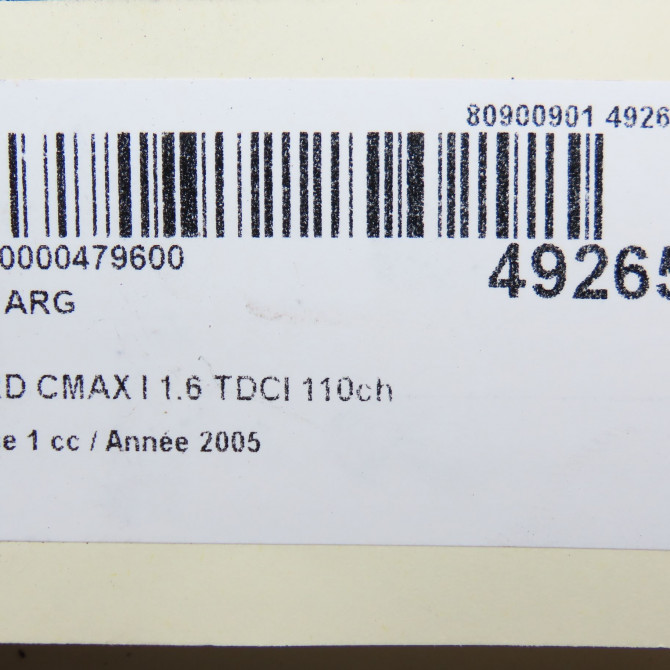 80900901 4926
0000479600
49265
ARG
D CMAX I 1.6 TDCI 110ch
e 1 cc / Année 2005